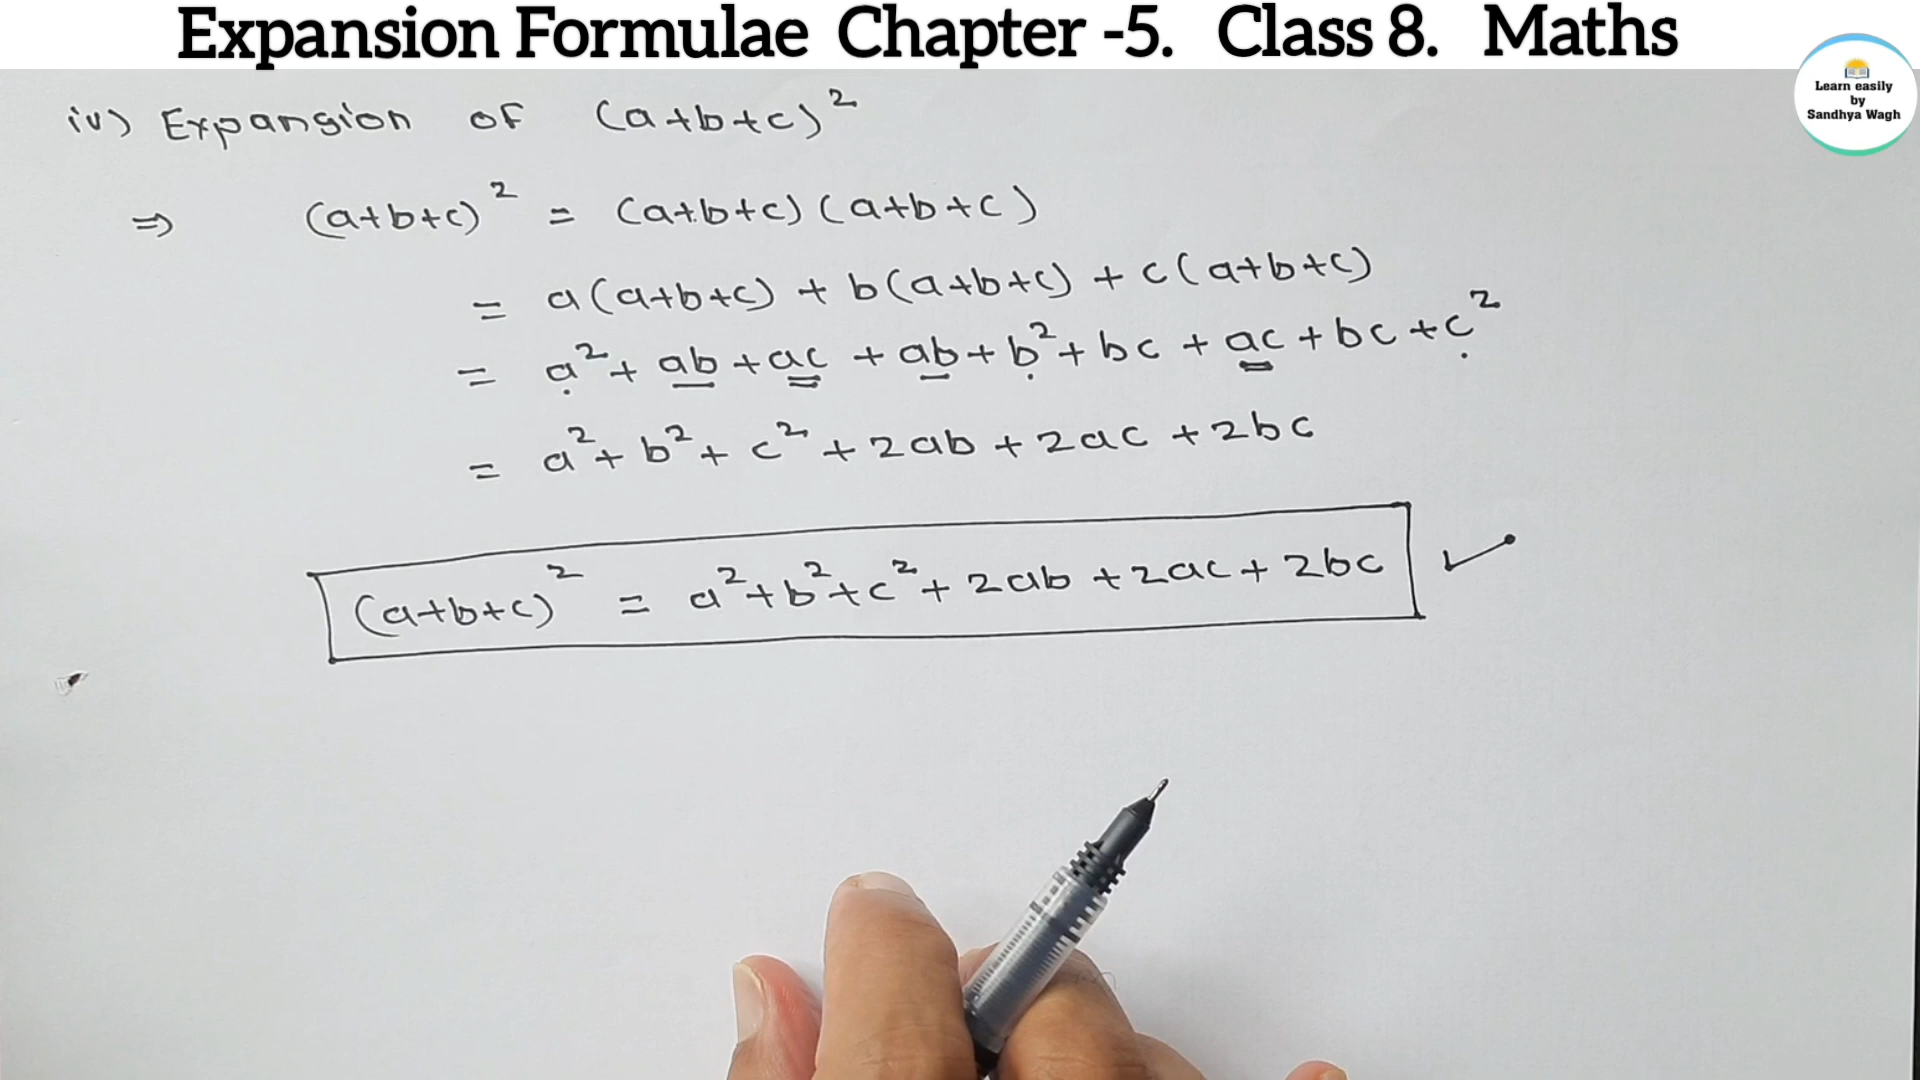 Expansion Formulae Chapter -5. Class 8. Maths
Learn easily
by
Sandhya Wagh
iv) Expansion of (a+b+c)²
⇒ (a+b+c)² = (a+b+c)(a+b+c)
= a(a+b+c) + b(a+b+c) + c(a+b+c)
= a² + ab + ac + ab + b² + bc + ac + bc + c²
= a² + b² + c² + 2ab + 2ac + 2bc
(a+b+c)² = a² + b² + c² + 2ab + 2ac + 2bc ✓